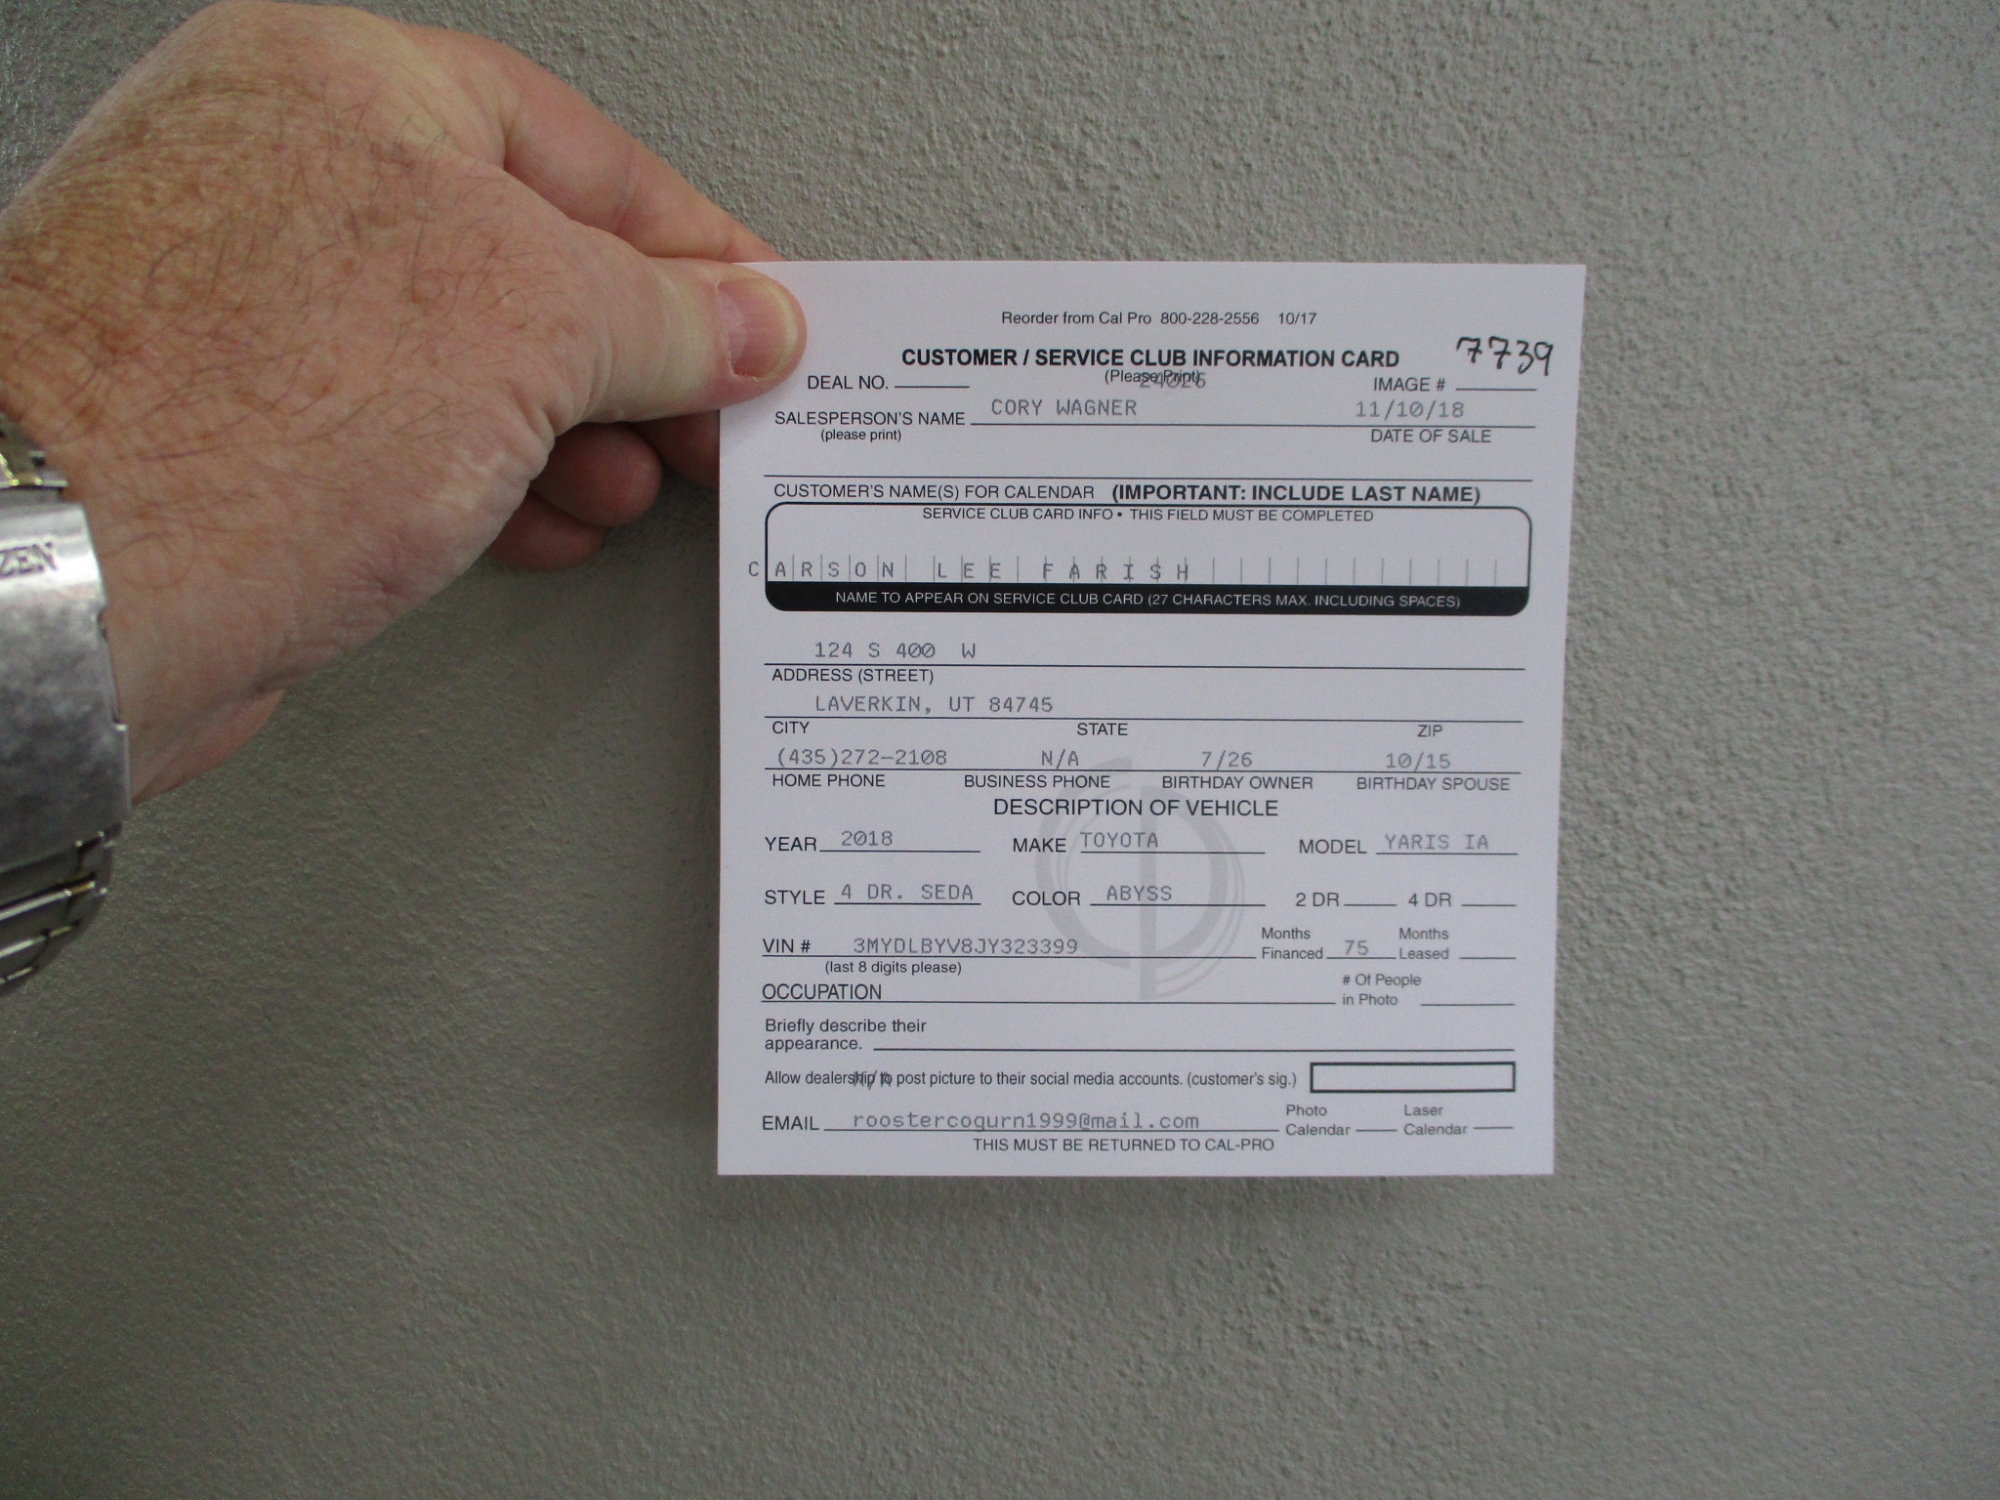 Reorder from Cal Pro 800-228-2556 10/17
7739
CUSTOMER / SERVICE CLUB INFORMATION CARD
(Please Print)
DEAL NO. IMAGE #
CORY WAGNER 11/10/18
SALESPERSON'S NAME
(please print) DATE OF SALE
CUSTOMER'S NAME(S) FOR CALENDAR (IMPORTANT: INCLUDE LAST NAME)
SERVICE CLUB CARD INFO • THIS FIELD MUST BE COMPLETED
CARSON LEE FARISH
NAME TO APPEAR ON SERVICE CLUB CARD (27 CHARACTERS MAX. INCLUDING SPACES)
ZEN
124 S 400 W
ADDRESS (STREET)
LAVERKIN, UT 84745
CITY STATE ZIP
(435)272-2108 N/A 7/26 10/15
HOME PHONE BUSINESS PHONE BIRTHDAY OWNER BIRTHDAY SPOUSE
DESCRIPTION OF VEHICLE
YEAR 2018 MAKE TOYOTA MODEL YARIS IA
STYLE 4 DR. SEDA COLOR ABYSS 2 DR 4 DR
VIN # 3MYDLBYV8JY323399 Months Financed 75 Months Leased
(last 8 digits please)
OCCUPATION # Of People in Photo
Briefly describe their
appearance.
Allow dealership to post picture to their social media accounts. (customer's sig.)
EMAIL roostercogurn1999@mail.com Photo Calendar Laser Calendar
THIS MUST BE RETURNED TO CAL-PRO